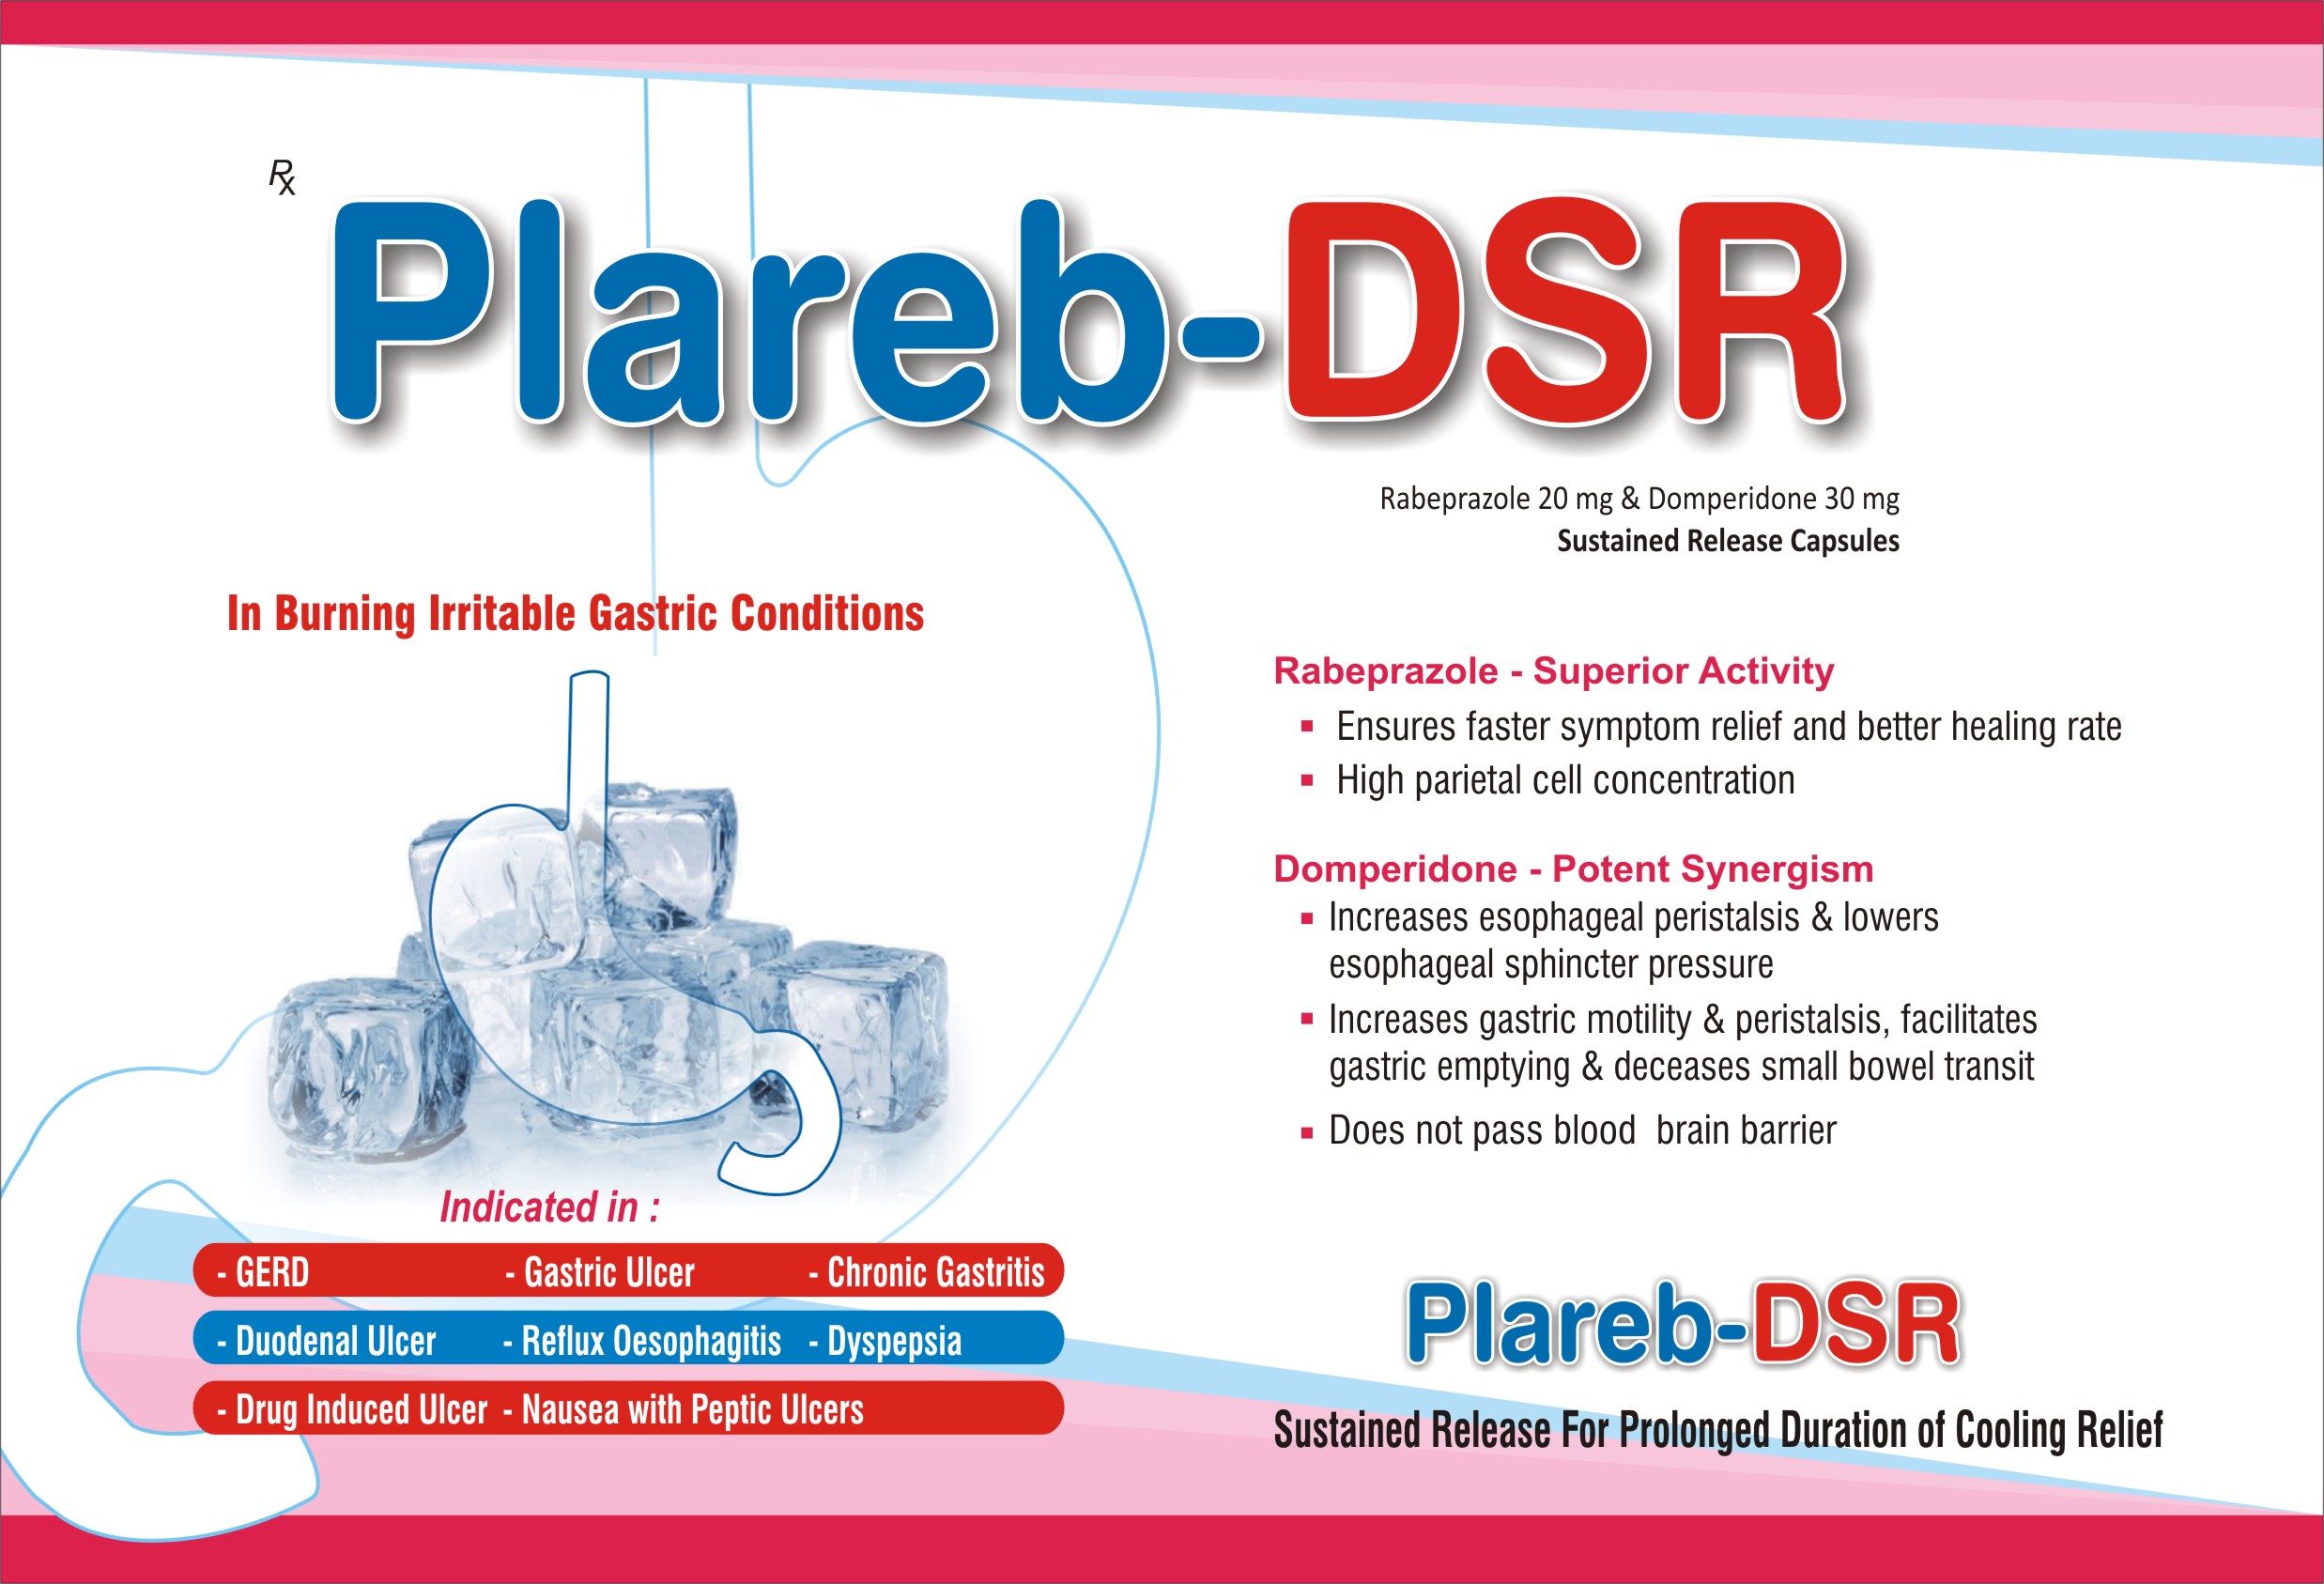 Rx
Plareb-DSR
Rabeprazole 20 mg & Domperidone 30 mg
Sustained Release Capsules
In Burning Irritable Gastric Conditions
Rabeprazole - Superior Activity
▪ Ensures faster symptom relief and better healing rate
▪ High parietal cell concentration
Domperidone - Potent Synergism
▪ Increases esophageal peristalsis & lowers
esophageal sphincter pressure
▪ Increases gastric motility & peristalsis, facilitates
gastric emptying & deceases small bowel transit
▪ Does not pass blood brain barrier
Indicated in :
- GERD - Gastric Ulcer - Chronic Gastritis
- Duodenal Ulcer - Reflux Oesophagitis - Dyspepsia
- Drug Induced Ulcer - Nausea with Peptic Ulcers
Plareb-DSR
Sustained Release For Prolonged Duration of Cooling Relief